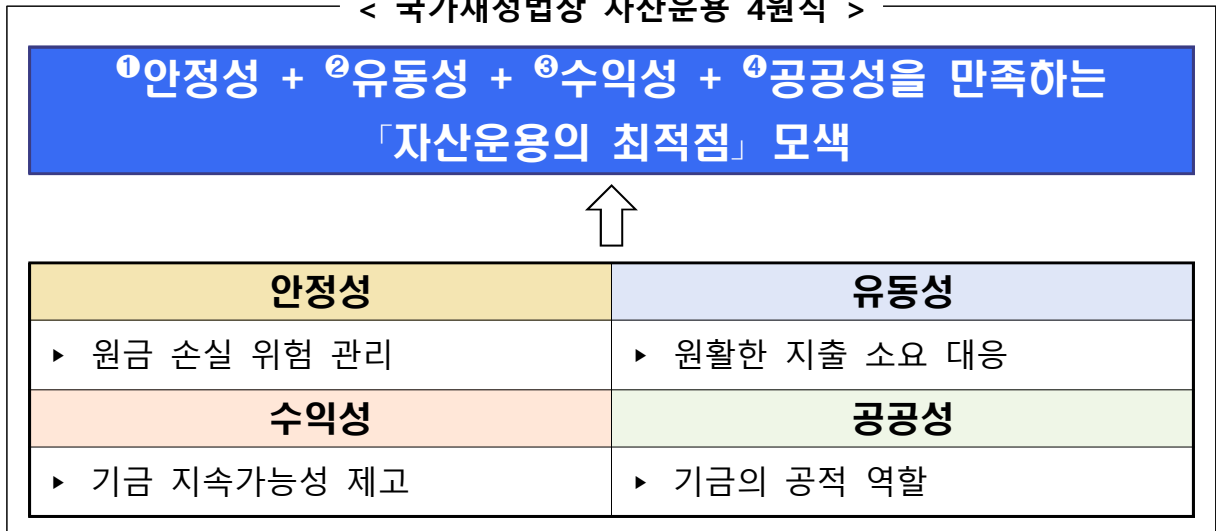 < 국가재정법상 자산운용 4원칙 >
❶안정성 + ❷유동성 + ❸수익성 + ❹공공성을 만족하는
「자산운용의 최적점」 모색
안정성 유동성
▸ 원금 손실 위험 관리 ▸ 원활한 지출 소요 대응
수익성 공공성
▸ 기금 지속가능성 제고 ▸ 기금의 공적 역할